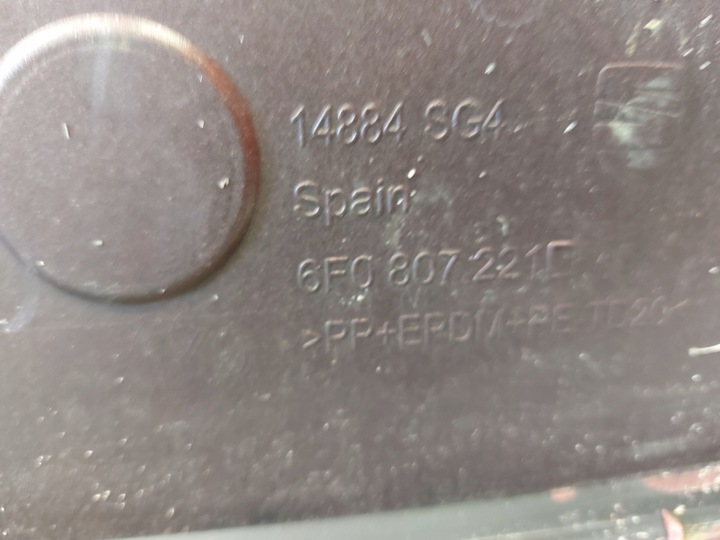 14884 SG4
Spain
6F0 807 221D
>PP+EPDM+PE TD20<